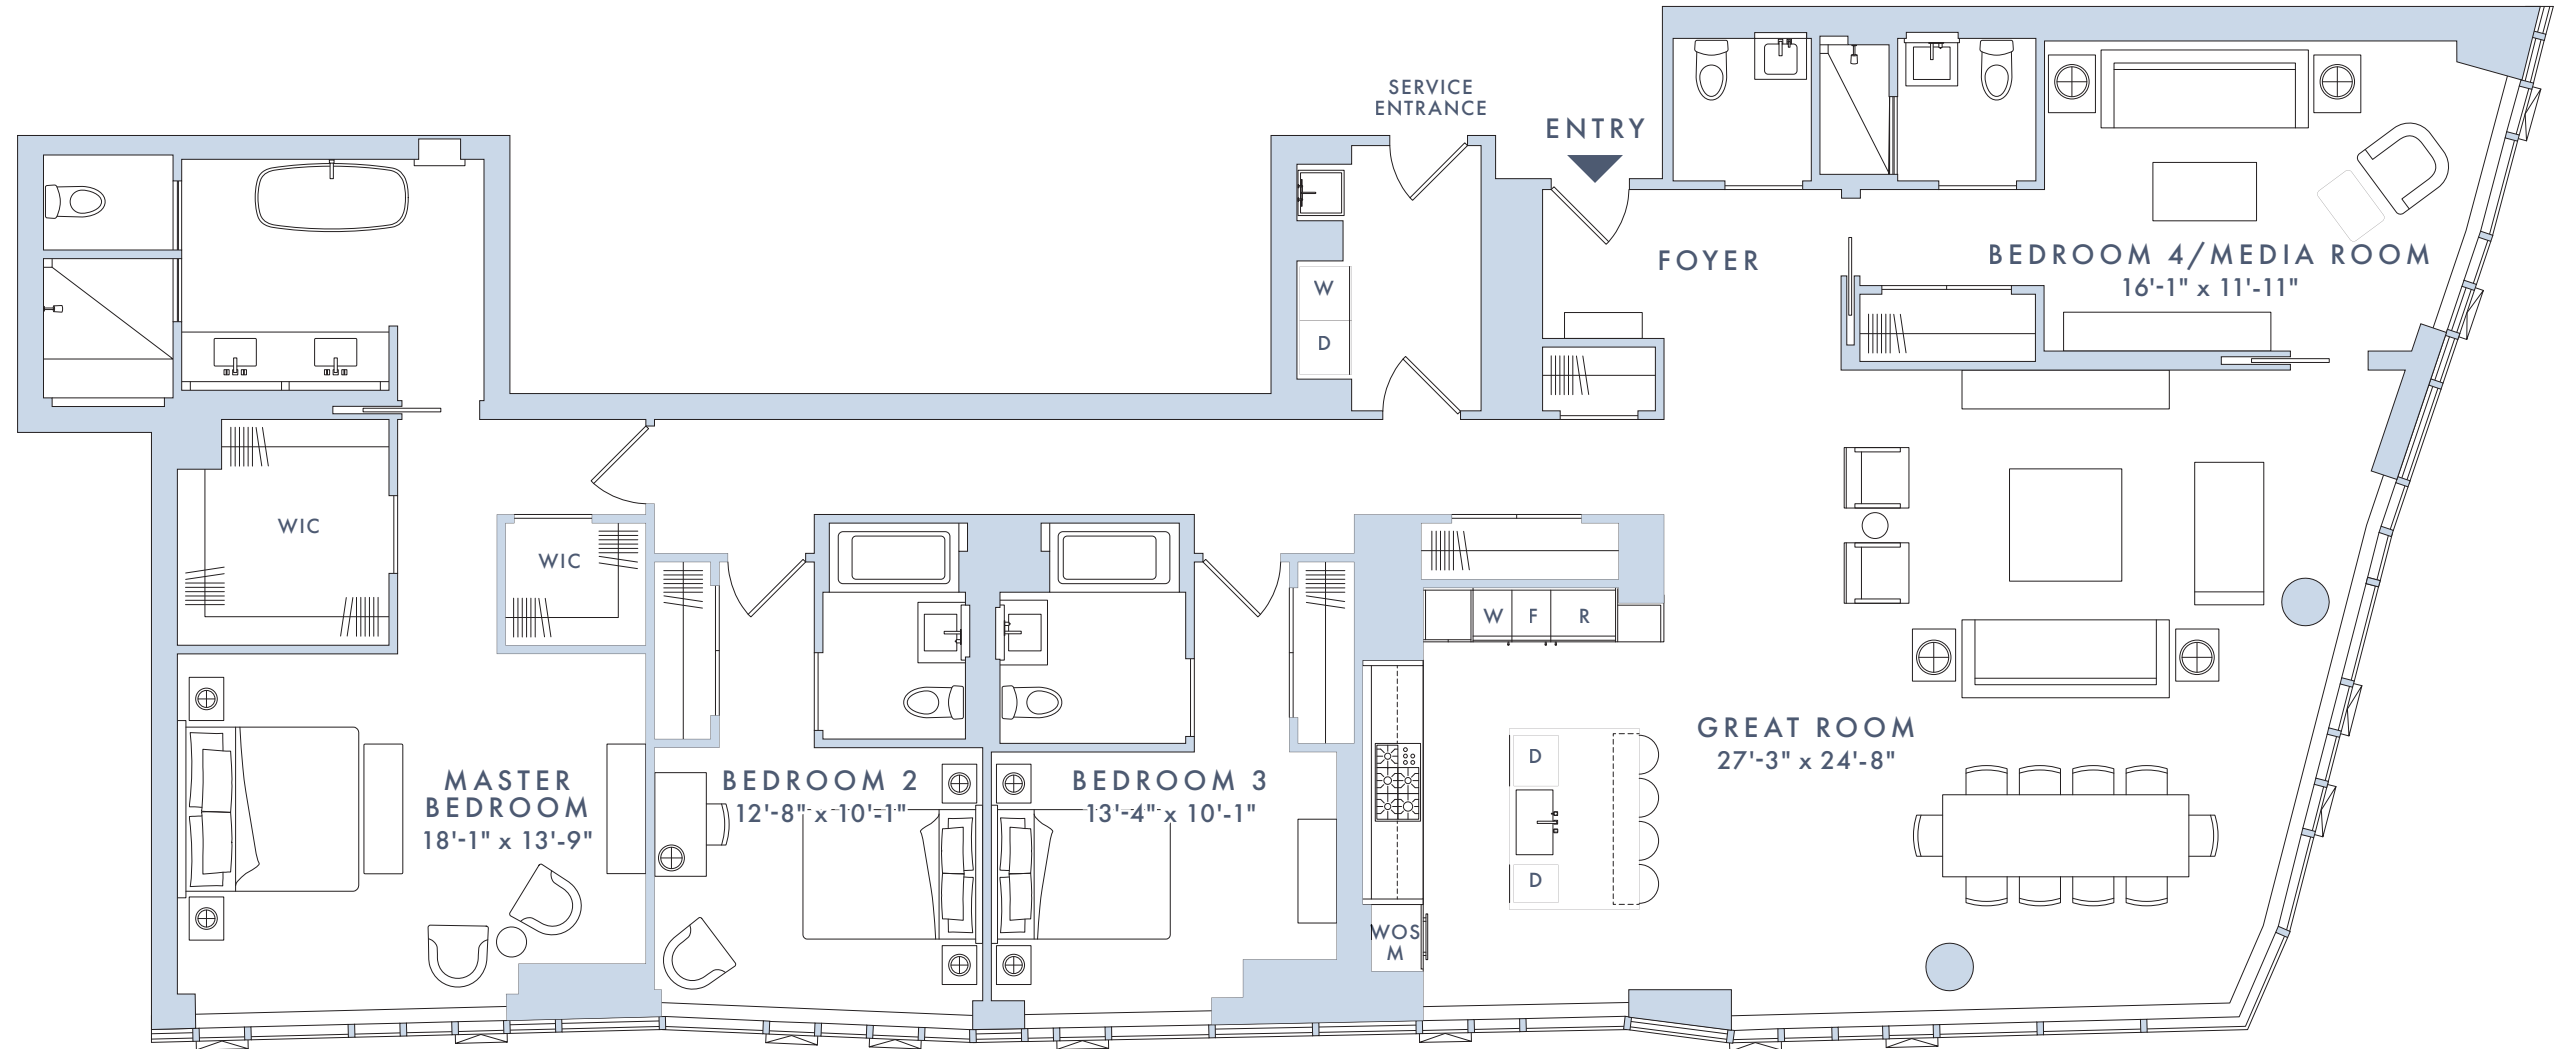 SERVICE
ENTRANCE
ENTRY
FOYER
BEDROOM 4/MEDIA ROOM
16'-1" x 11'-11"
W
D
WIC
WIC
W F R
GREAT ROOM
27'-3" x 24'-8"
D
D
MASTER
BEDROOM
18'-1" x 13'-9"
BEDROOM 2
12'-8" x 10'-1"
BEDROOM 3
13'-4" x 10'-1"
WOS
M